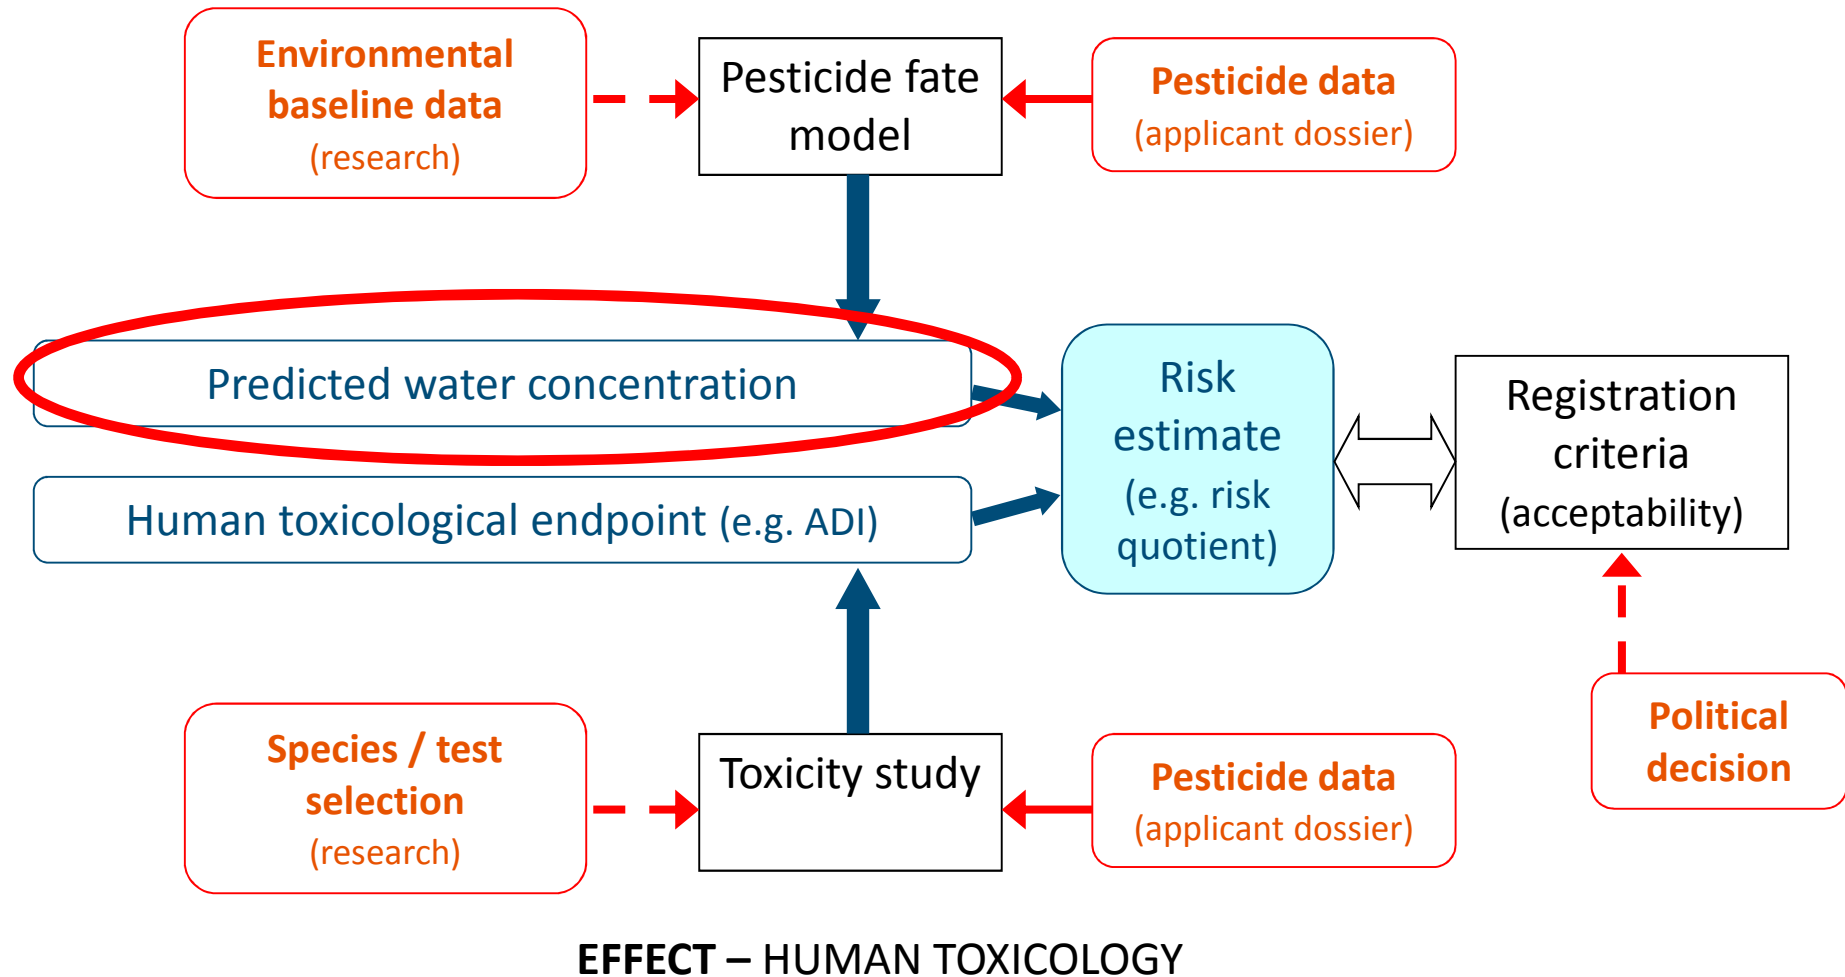 Environmental
baseline data
(research)
Pesticide fate
model
Pesticide data
(applicant dossier)
Predicted water concentration
Human toxicological endpoint (e.g. ADI)
Risk
estimate
(e.g. risk
quotient)
Registration
criteria
(acceptability)
Species / test
selection
(research)
Toxicity study
Pesticide data
(applicant dossier)
Political
decision
EFFECT – HUMAN TOXICOLOGY